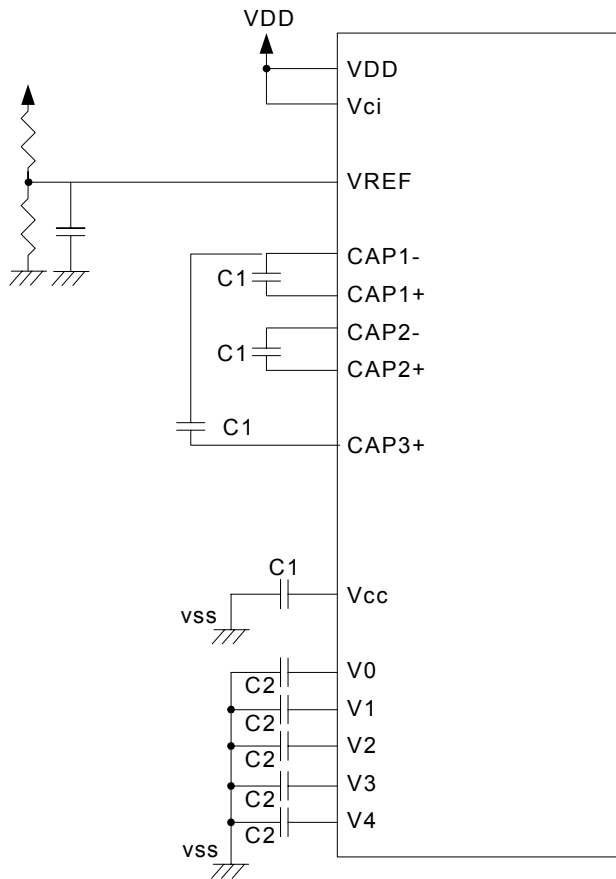 VDD
VDD
Vci
VREF
CAP1-
C1
CAP1+
CAP2-
C1
CAP2+
C1
CAP3+
C1
Vcc
vss
V0
C2
V1
C2
V2
C2
V3
C2
V4
C2
vss